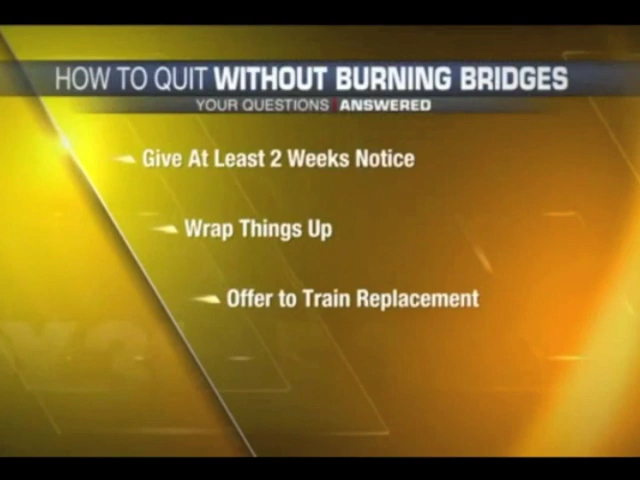 HOW TO QUIT WITHOUT BURNING BRIDGES
YOUR QUESTIONS ANSWERED
Give At Least 2 Weeks Notice
Wrap Things Up
Offer to Train Replacement